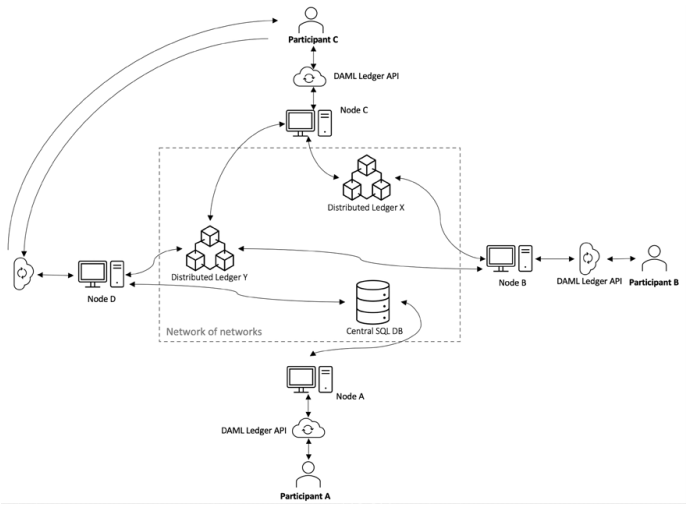 Participant C
DAML Ledger API
Node C
Distributed Ledger X
Distributed Ledger Y
Node D
Node B
DAML Ledger API
Participant B
Central SQL DB
Network of networks
Node A
DAML Ledger API
Participant A